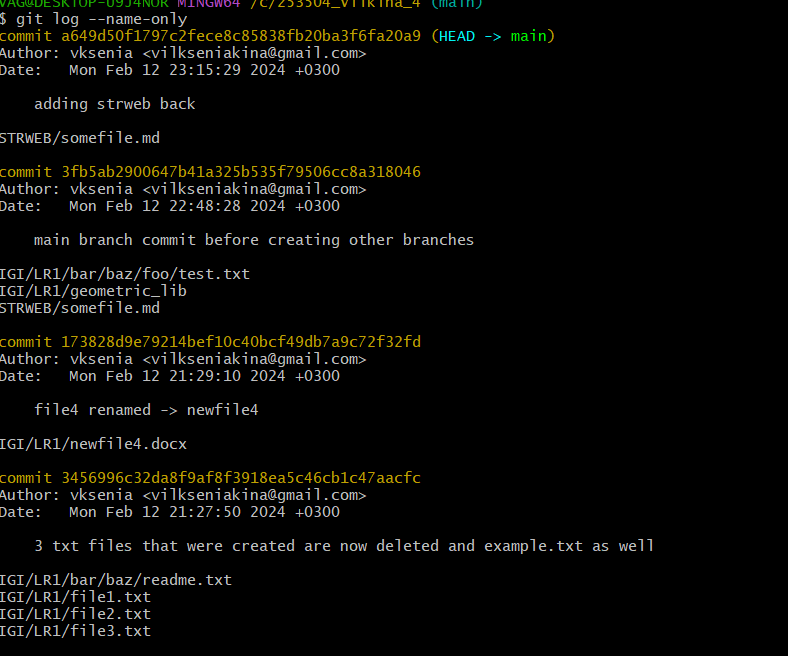 VAG@DESKTOP-U9J4NOR MINGW64 /c/253504_Vilkina_4 (main)
$ git log --name-only
commit a649d50f1797c2fece8c85838fb20ba3f6fa20a9 (HEAD -> main)
Author: vksenia <vilkseniakina@gmail.com>
Date:   Mon Feb 12 23:15:29 2024 +0300
    adding strweb back
STRWEB/somefile.md
commit 3fb5ab2900647b41a325b535f79506cc8a318046
Author: vksenia <vilkseniakina@gmail.com>
Date:   Mon Feb 12 22:48:28 2024 +0300
    main branch commit before creating other branches
IGI/LR1/bar/baz/foo/test.txt
IGI/LR1/geometric_lib
STRWEB/somefile.md
commit 173828d9e79214bef10c40bcf49db7a9c72f32fd
Author: vksenia <vilkseniakina@gmail.com>
Date:   Mon Feb 12 21:29:10 2024 +0300
    file4 renamed -> newfile4
IGI/LR1/newfile4.docx
commit 3456996c32da8f9af8f3918ea5c46cb1c47aacfc
Author: vksenia <vilkseniakina@gmail.com>
Date:   Mon Feb 12 21:27:50 2024 +0300
    3 txt files that were created are now deleted and example.txt as well
IGI/LR1/bar/baz/readme.txt
IGI/LR1/file1.txt
IGI/LR1/file2.txt
IGI/LR1/file3.txt